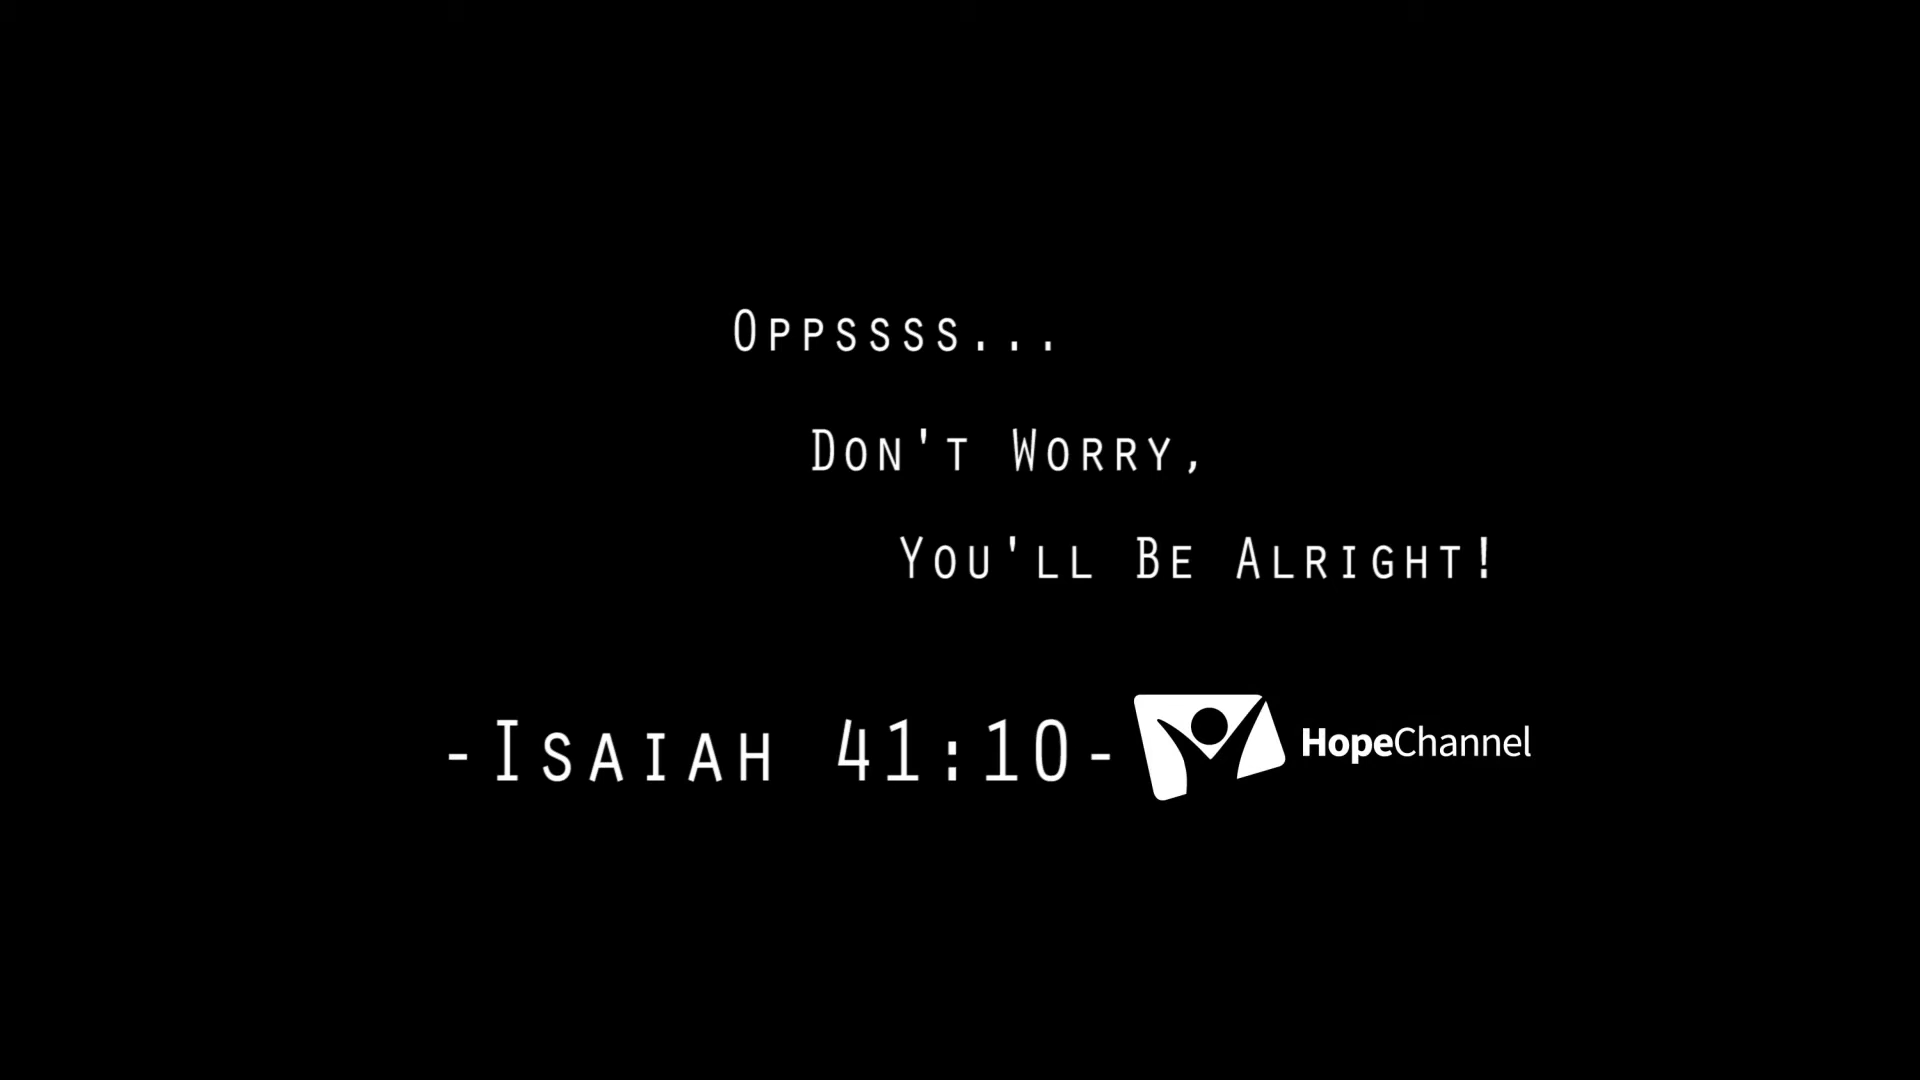 Oppssss...
Don't Worry,
You'll Be Alright!
-Isaiah 41:10-
HopeChannel